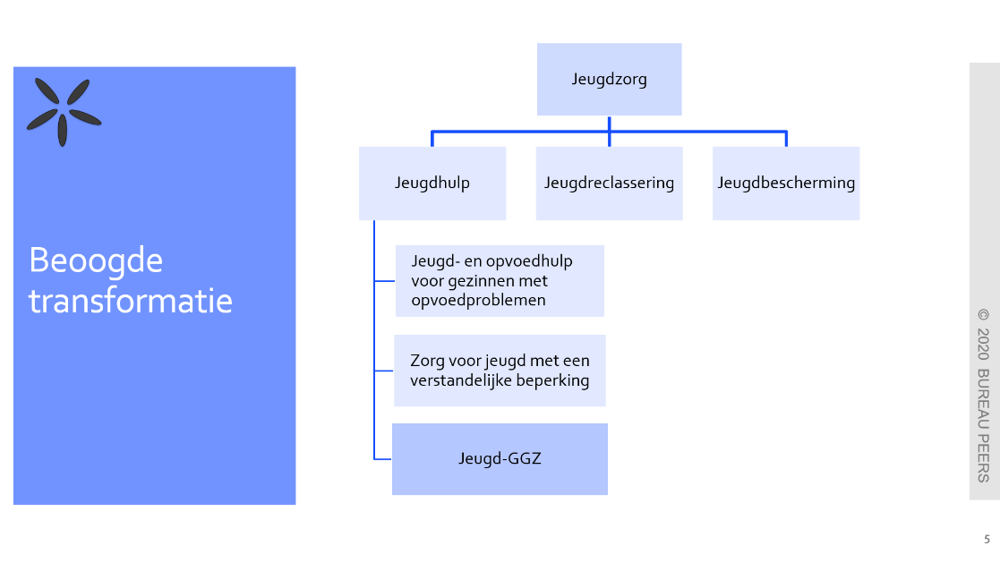 Beoogde
transformatie
Jeugdzorg
Jeugdhulp
Jeugdreclassering
Jeugdbescherming
Jeugd- en opvoedhulp
voor gezinnen met
opvoedproblemen
Zorg voor jeugd met een
verstandelijke beperking
Jeugd-GGZ
© 2020 BUREAU PEERS
5